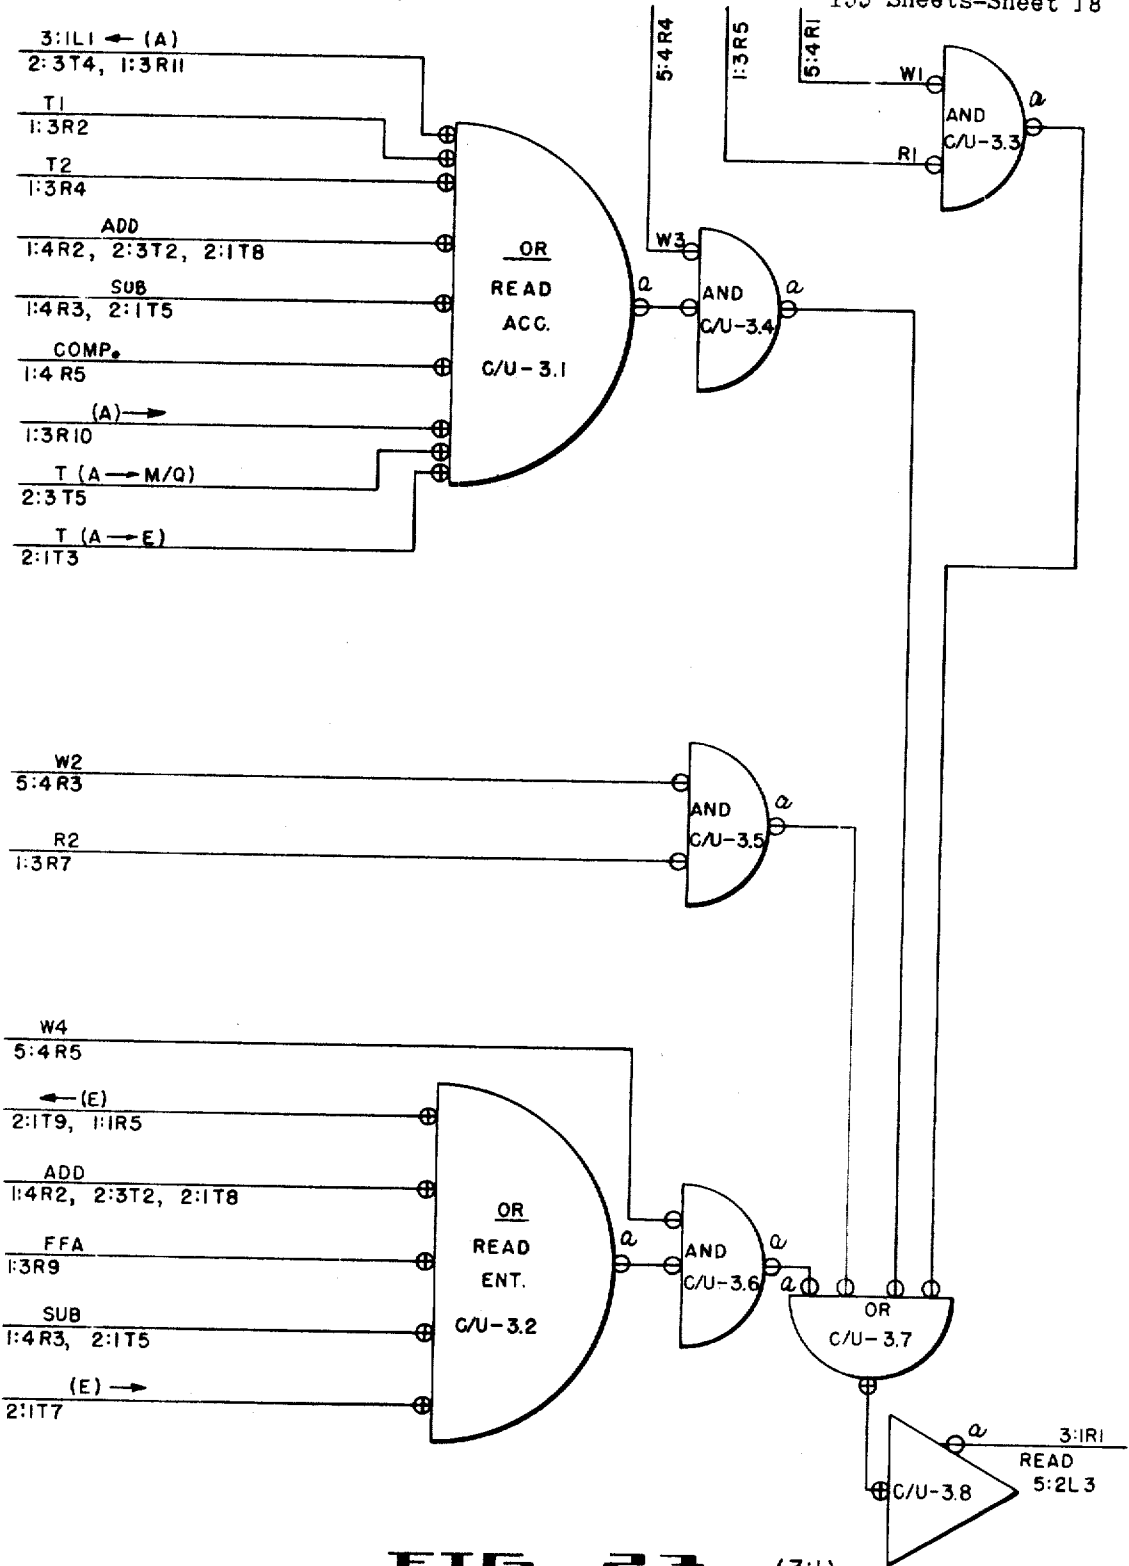 Sheets-Sheet 18
3:1L1 ← (A)
2:3T4, 1:3R11
T1
1:3R2
T2
1:3R4
ADD
1:4R2, 2:3T2, 2:1T8
SUB
1:4R3, 2:1T5
COMP.
1:4R5
(A)→
1:3R10
T (A→M/Q)
2:3T5
T (A→E)
2:1T3
OR
READ
ACC.
C/U-3.1
a
5:4R4
1:3R5
5:4R1
W1
R1
AND
C/U-3.3
a
W3
AND
C/U-3.4
a
W2
5:4R3
R2
1:3R7
AND
C/U-3.5
a
W4
5:4R5
←(E)
2:1T9, 1:1R5
ADD
1:4R2, 2:3T2, 2:1T8
FFA
1:3R9
SUB
1:4R3, 2:1T5
(E)→
2:1T7
OR
READ
ENT.
C/U-3.2
a
AND
C/U-3.6
a
a
OR
C/U-3.7
C/U-3.8
a
3:1R1
READ
5:2L3
FIG. 23 (3:1)